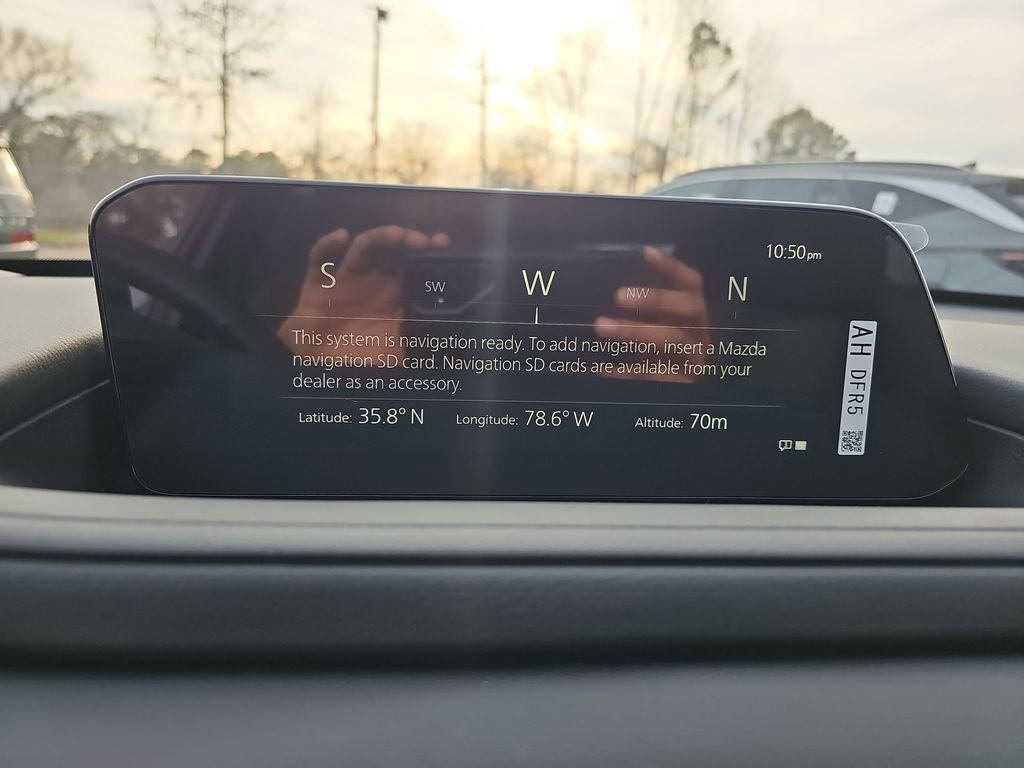 10:50pm
S SW W NW N
This system is navigation ready. To add navigation, insert a Mazda
navigation SD card. Navigation SD cards are available from your
dealer as an accessory.
Latitude: 35.8° N Longitude: 78.6° W Altitude: 70m
AH DFR5